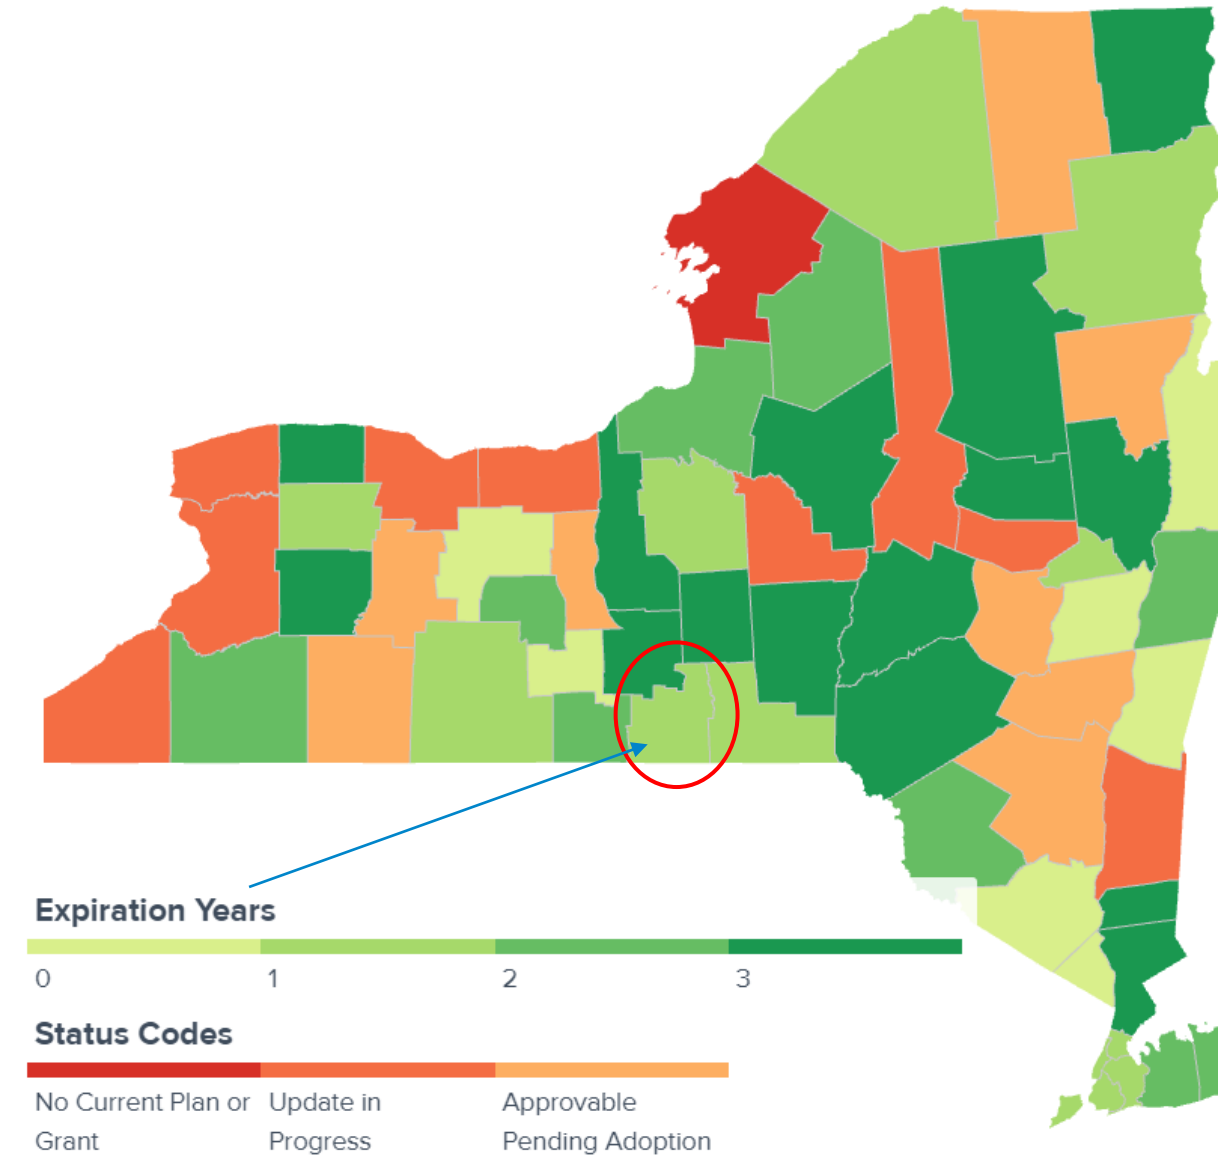 Expiration Years
0 1 2 3
Status Codes
No Current Plan or Update in Approvable
Grant Progress Pending Adoption